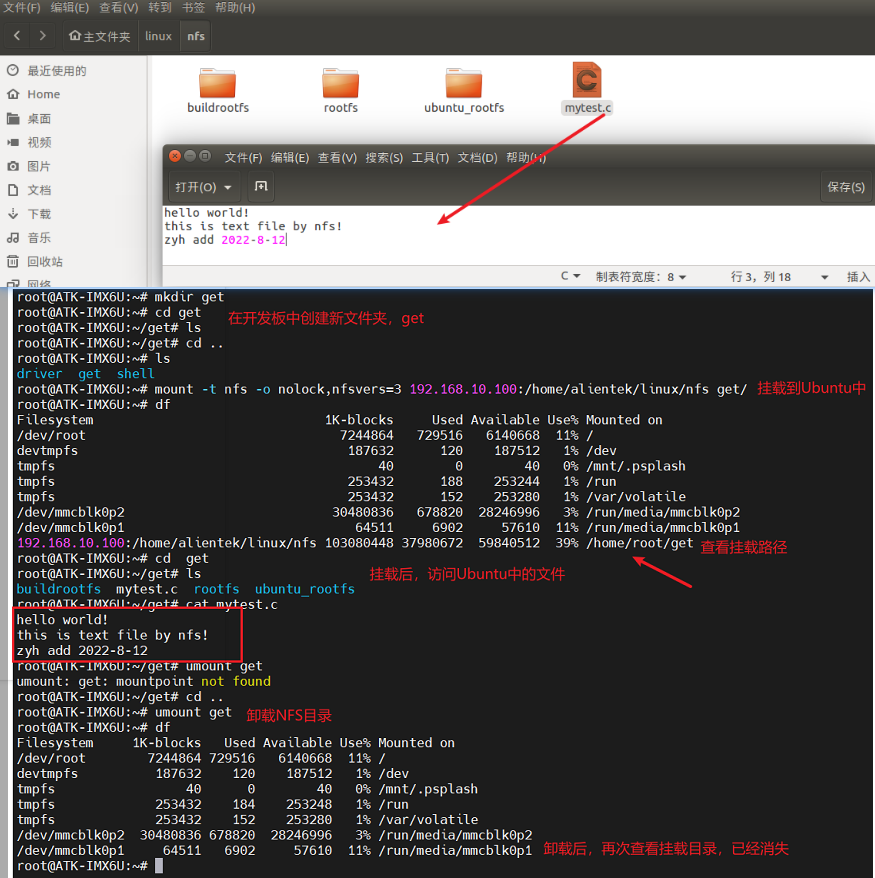 文件(F) 编辑(E) 查看(V) 转到 书签 帮助(H)
主文件夹 linux nfs
最近使用的
Home
桌面
视频
图片
文档
下载
音乐
回收站
网络
buildrootfs rootfs ubuntu_rootfs mytest.c
文件(F) 编辑(E) 查看(V) 搜索(S) 工具(T) 文档(D) 帮助(H)
打开(O) 保存(S)
hello world!
this is text file by nfs!
zyh add 2022-8-12
C 制表符宽度: 8 行 3, 列 18 插入
root@ATK-IMX6U:~# mkdir get
root@ATK-IMX6U:~# cd get
在开发板中创建新文件夹，get
root@ATK-IMX6U:~/get# ls
root@ATK-IMX6U:~/get# cd ..
root@ATK-IMX6U:~# ls
driver get shell
root@ATK-IMX6U:~# mount -t nfs -o nolock,nfsvers=3 192.168.10.100:/home/alientek/linux/nfs get/ 挂载到Ubuntu中
root@ATK-IMX6U:~# df
Filesystem 1K-blocks Used Available Use% Mounted on
/dev/root 7244864 729516 6140668 11% /
devtmpfs 187632 120 187512 1% /dev
tmpfs 40 0 40 0% /mnt/.psplash
tmpfs 253432 188 253244 1% /run
tmpfs 253432 152 253280 1% /var/volatile
/dev/mmcblk0p2 30480836 678820 28246996 3% /run/media/mmcblk0p2
/dev/mmcblk0p1 64511 6902 57610 11% /run/media/mmcblk0p1
192.168.10.100:/home/alientek/linux/nfs 103080448 37980672 59840512 39% /home/root/get 查看挂载路径
root@ATK-IMX6U:~# cd get
root@ATK-IMX6U:~/get# ls
挂载后，访问Ubuntu中的文件
buildrootfs mytest.c rootfs ubuntu_rootfs
root@ATK-IMX6U:~/get# cat mytest.c
hello world!
this is text file by nfs!
zyh add 2022-8-12
root@ATK-IMX6U:~/get# umount get
umount: get: mountpoint not found
root@ATK-IMX6U:~/get# cd ..
root@ATK-IMX6U:~# umount get 卸载NFS目录
root@ATK-IMX6U:~# df
Filesystem 1K-blocks Used Available Use% Mounted on
/dev/root 7244864 729516 6140668 11% /
devtmpfs 187632 120 187512 1% /dev
tmpfs 40 0 40 0% /mnt/.psplash
tmpfs 253432 184 253248 1% /run
tmpfs 253432 152 253280 1% /var/volatile
/dev/mmcblk0p2 30480836 678820 28246996 3% /run/media/mmcblk0p2
/dev/mmcblk0p1 64511 6902 57610 11% /run/media/mmcblk0p1 卸载后，再次查看挂载目录，已经消失
root@ATK-IMX6U:~#